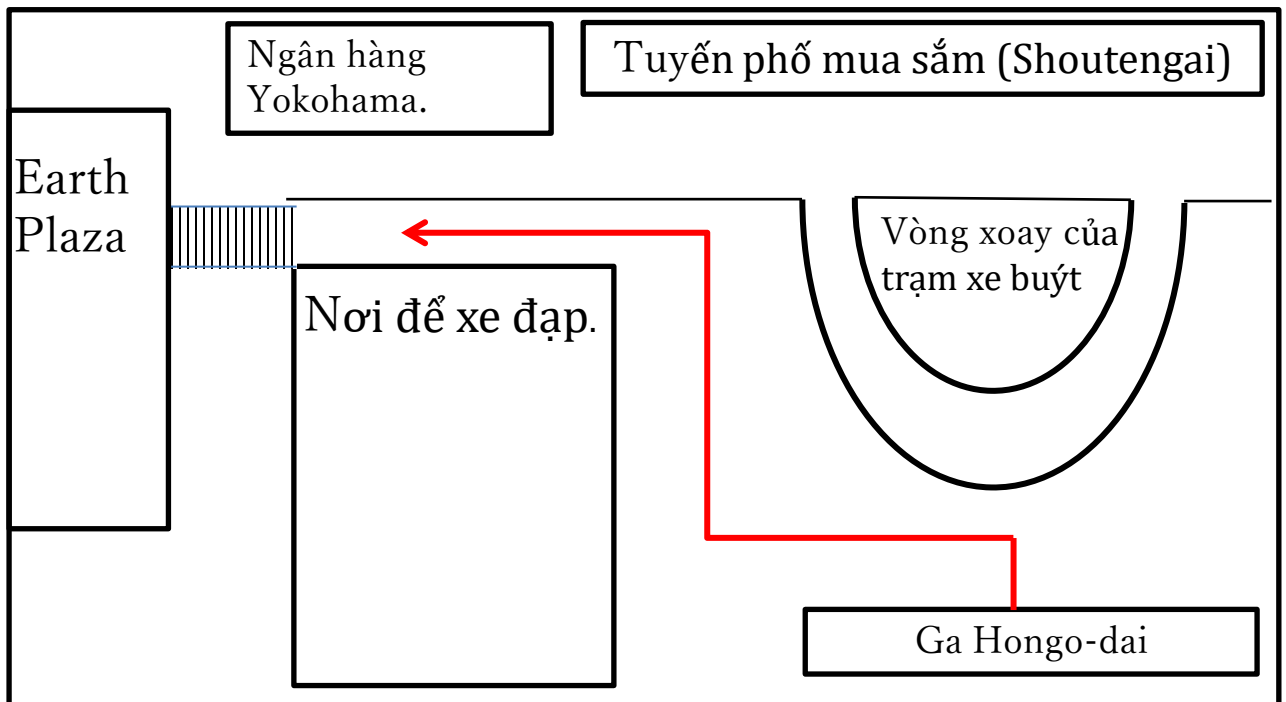 Ngân hàng
Yokohama.
Tuyến phố mua sắm (Shoutengai)
Earth
Plaza
Vòng xoay của
trạm xe buýt
Nơi để xe đạp.
Ga Hongo-dai